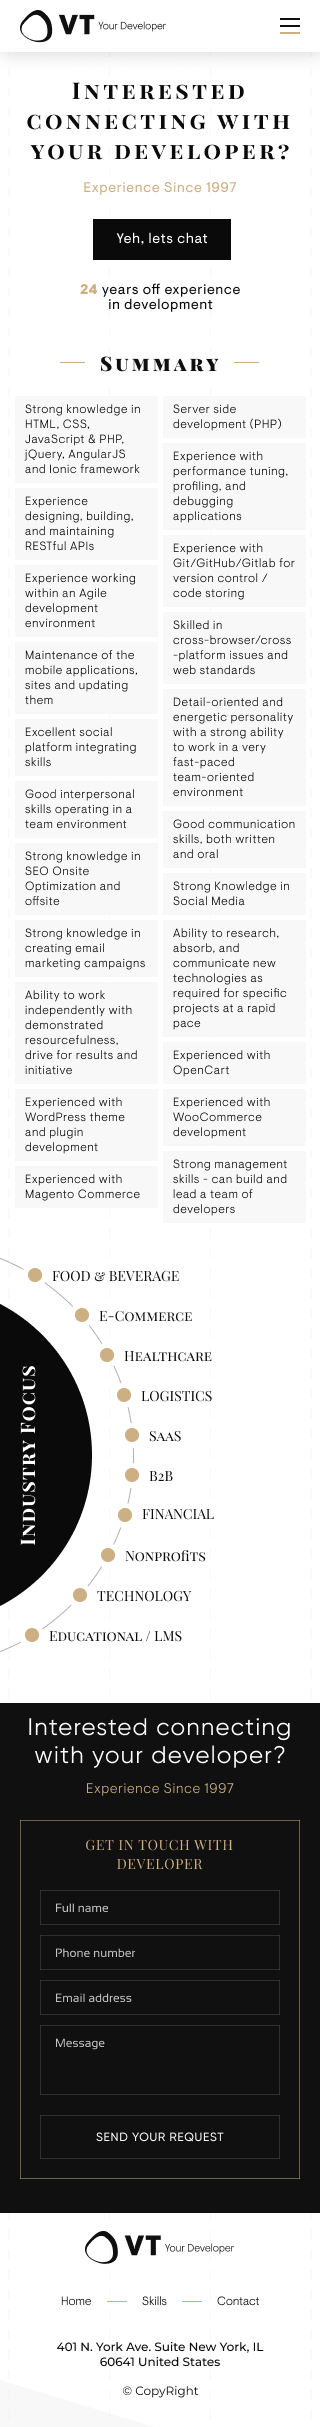 VT Your Developer
Interested
connecting with
your developer?
Experience Since 1997
Yeh, lets chat
24 years off experience
in development
Summary
Strong knowledge in
HTML, CSS,
JavaScript & PHP,
jQuery, AngularJS
and Ionic framework
Experience
designing, building,
and maintaining
RESTful APIs
Experience working
within an Agile
development
environment
Maintenance of the
mobile applications,
sites and updating
them
Excellent social
platform integrating
skills
Good interpersonal
skills operating in a
team environment
Strong knowledge in
SEO Onsite
Optimization and
offsite
Strong knowledge in
creating email
marketing campaigns
Ability to work
independently with
demonstrated
resourcefulness,
drive for results and
initiative
Experienced with
WordPress theme
and plugin
development
Experienced with
Magento Commerce
Server side
development (PHP)
Experience with
performance tuning,
profiling, and
debugging
applications
Experience with
Git/GitHub/Gitlab for
version control /
code storing
Skilled in
cross-browser/cross
-platform issues and
web standards
Detail-oriented and
energetic personality
with a strong ability
to work in a very
fast-paced
team-oriented
environment
Good communication
skills, both written
and oral
Strong Knowledge in
Social Media
Ability to research,
absorb, and
communicate new
technologies as
required for specific
projects at a rapid
pace
Experienced with
OpenCart
Experienced with
WooCommerce
development
Strong management
skills - can build and
lead a team of
developers
Industry Focus
FOOD & BEVERAGE
E-Commerce
Healthcare
LOGISTICS
SaaS
B2B
FINANCIAL
Nonprofits
TECHNOLOGY
Educational / LMS
Interested connecting
with your developer?
Experience Since 1997
GET IN TOUCH WITH
DEVELOPER
Full name
Phone number
Email address
Message
SEND YOUR REQUEST
VT Your Developer
Home
Skills
Contact
401 N. York Ave. Suite New York, IL
60641 United States
© CopyRight